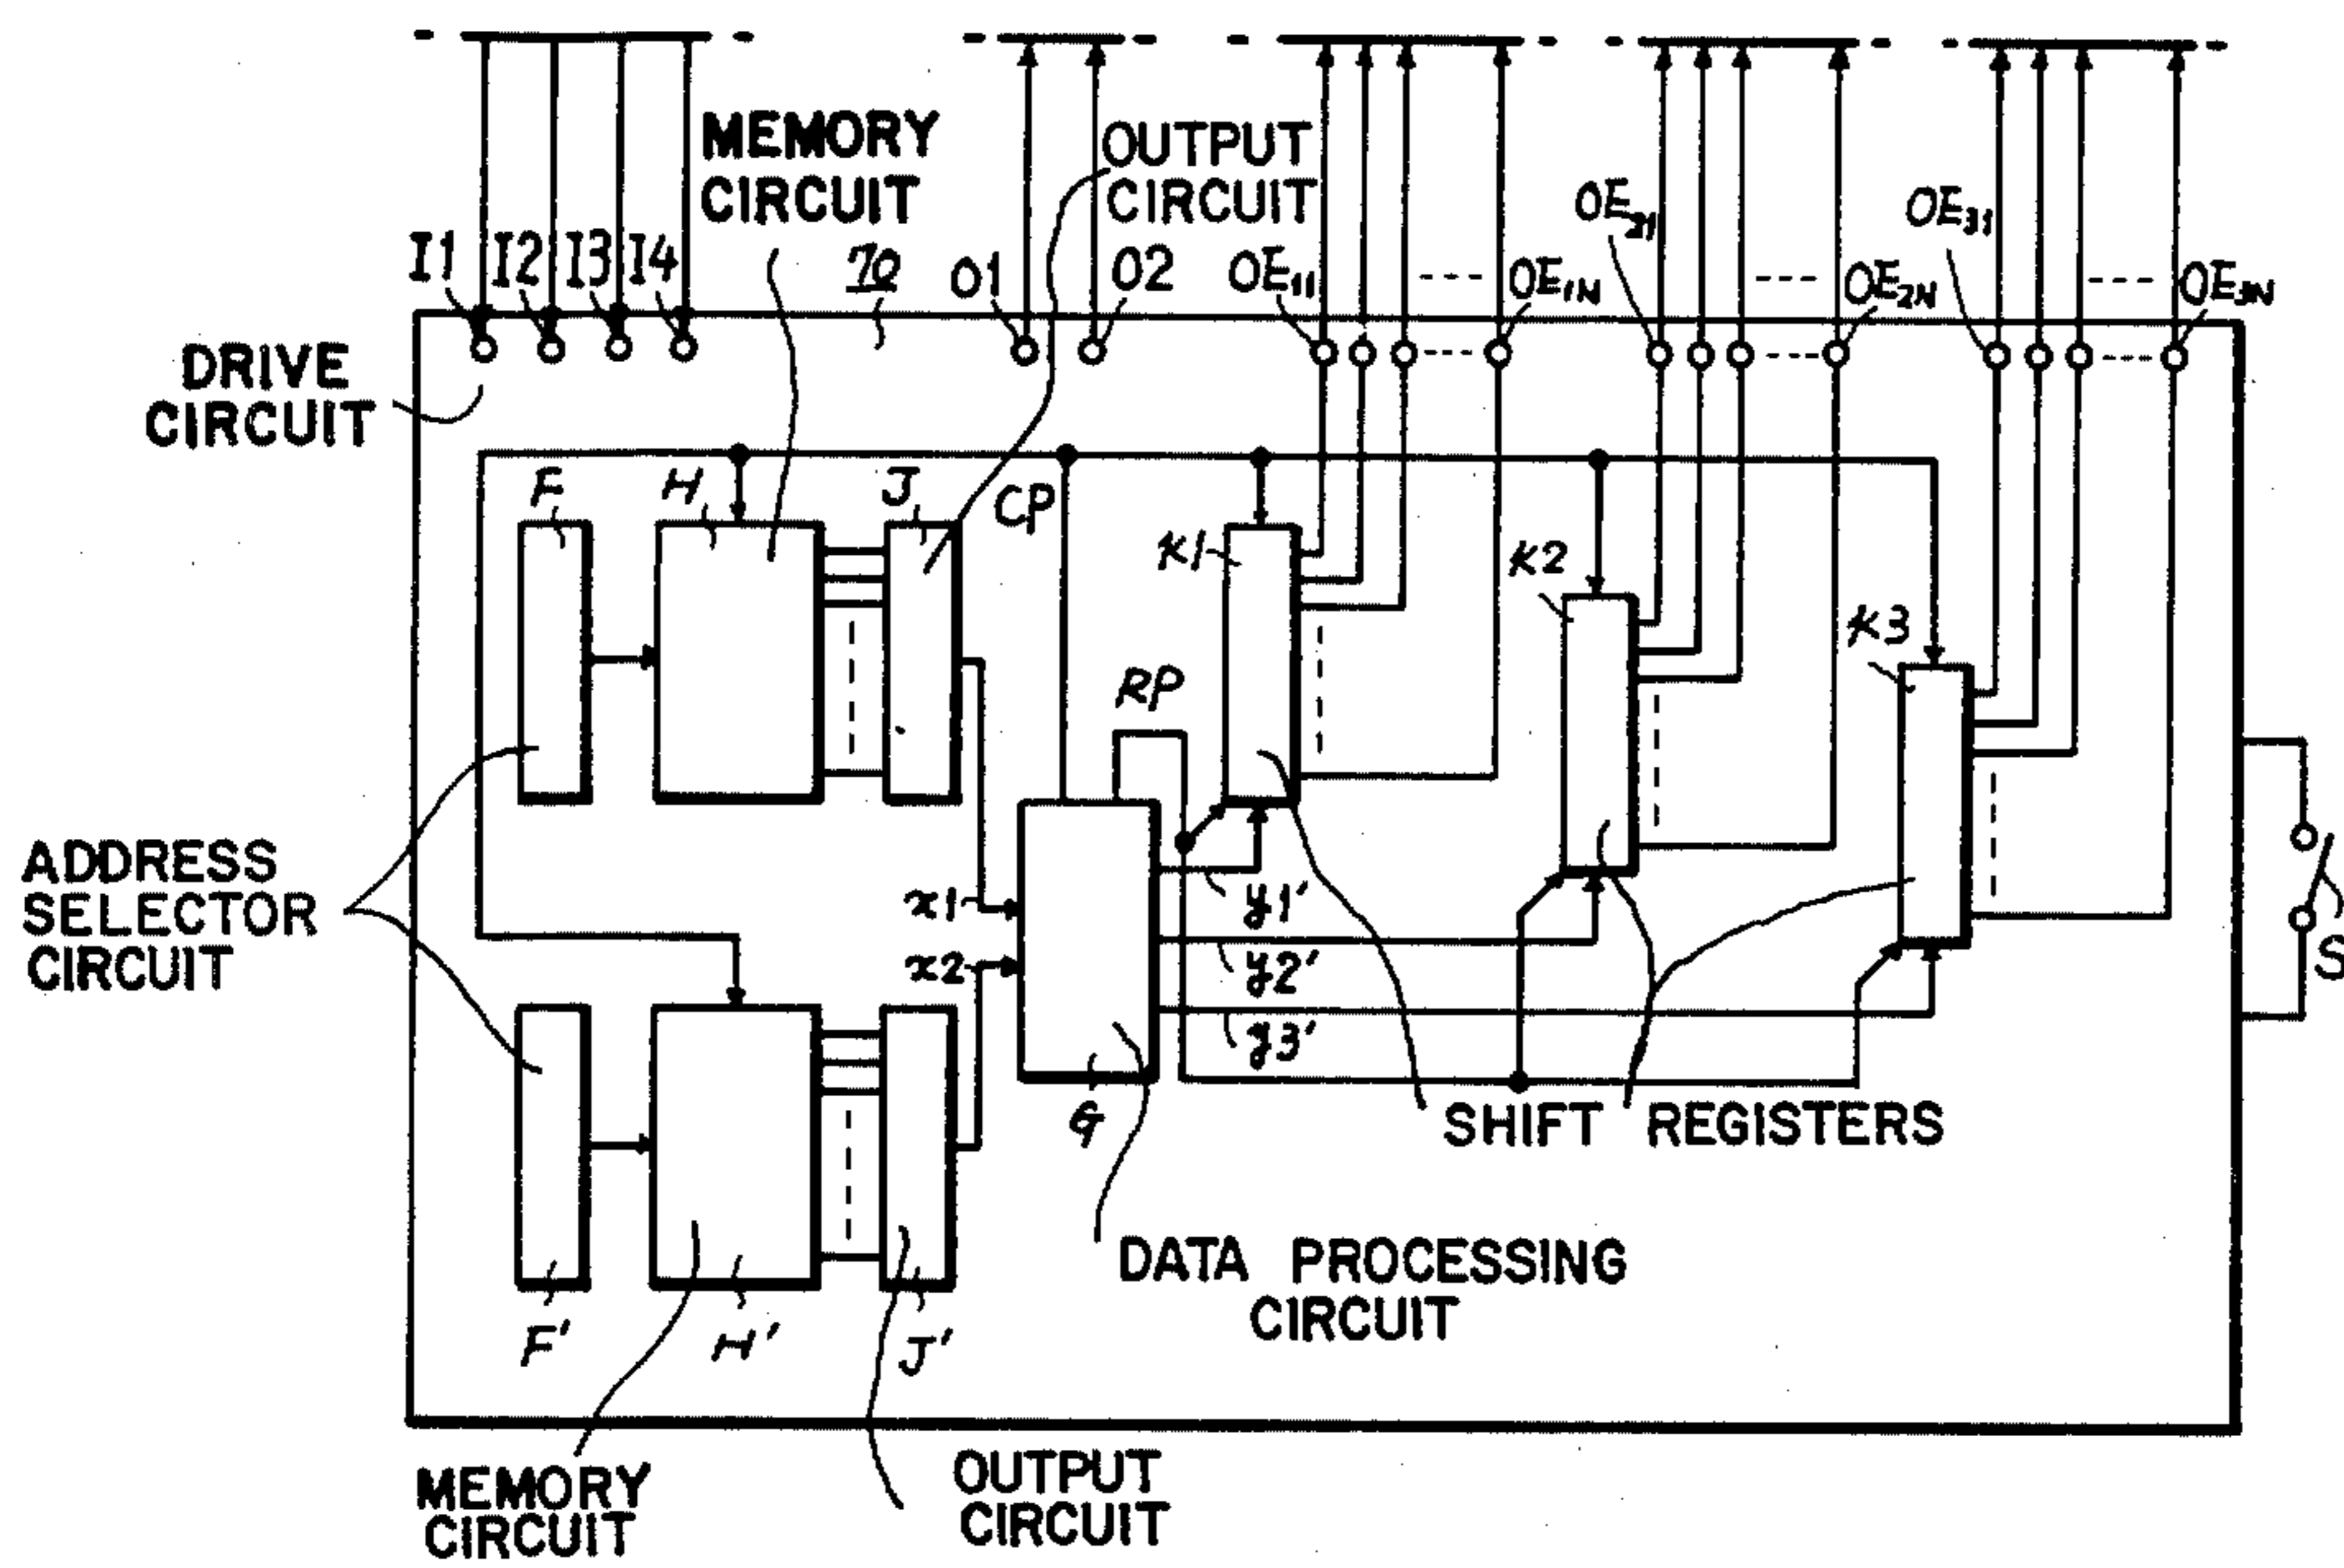 MEMORY
CIRCUIT
OUTPUT
CIRCUIT
I1 I2 I3 I4
70
O1
O2
OE11
OE1N
OE21
OE2N
OE31
OE3N
DRIVE
CIRCUIT
F
H
J
CP
K1
K2
K3
RP
ADDRESS
SELECTOR
CIRCUIT
x1
x2
y1'
y2'
y3'
S
G
SHIFT REGISTERS
DATA PROCESSING
CIRCUIT
F'
H'
J'
MEMORY
CIRCUIT
OUTPUT
CIRCUIT